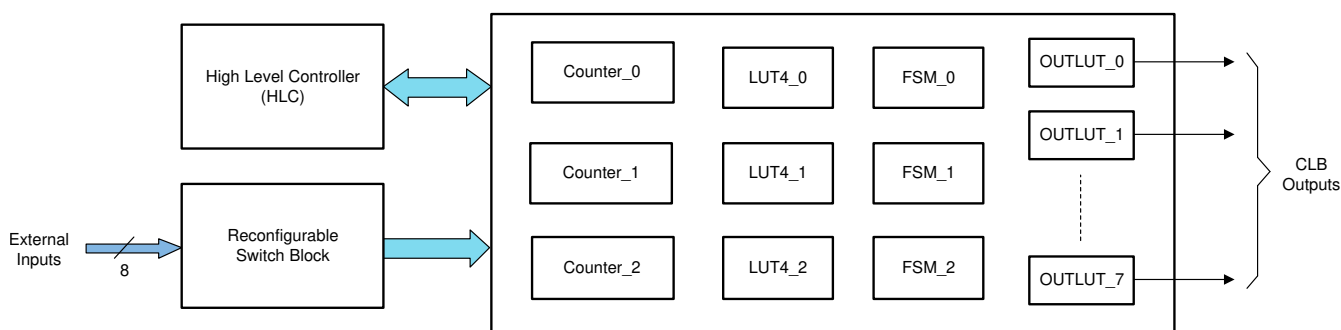 High Level Controller
(HLC)
Reconfigurable
Switch Block
External
Inputs
8
Counter_0
LUT4_0
FSM_0
OUTLUT_0
Counter_1
LUT4_1
FSM_1
OUTLUT_1
Counter_2
LUT4_2
FSM_2
OUTLUT_7
CLB
Outputs